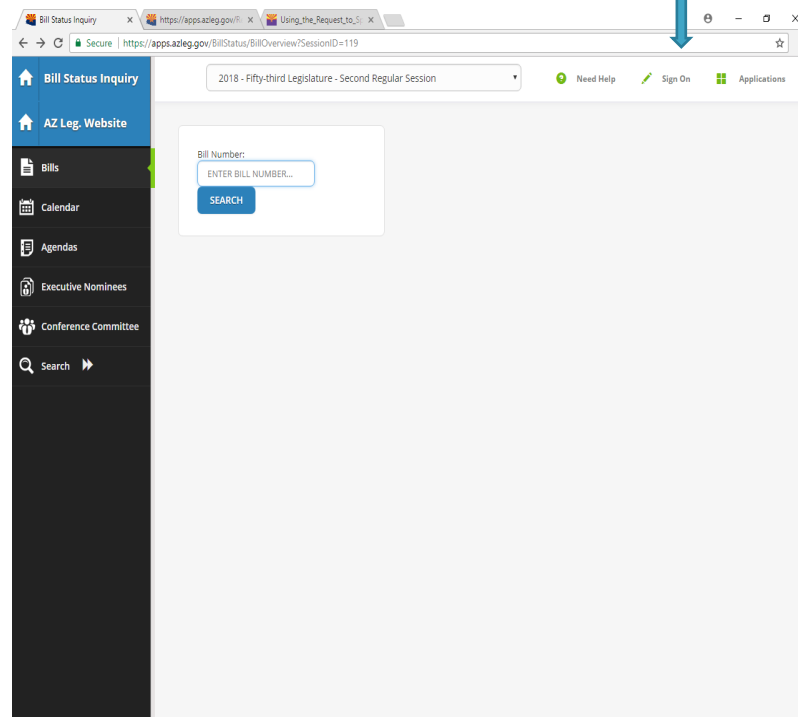 Bill Status Inquiry
https://apps.azleg.gov/R
Using_the_Request_to_Sp
Secure https://apps.azleg.gov/BillStatus/BillOverview?SessionID=119
Bill Status Inquiry
2018 - Fifty-third Legislature - Second Regular Session
Need Help
Sign On
Applications
AZ Leg. Website
Bills
Calendar
Agendas
Executive Nominees
Conference Committee
Search
Bill Number:
ENTER BILL NUMBER...
SEARCH